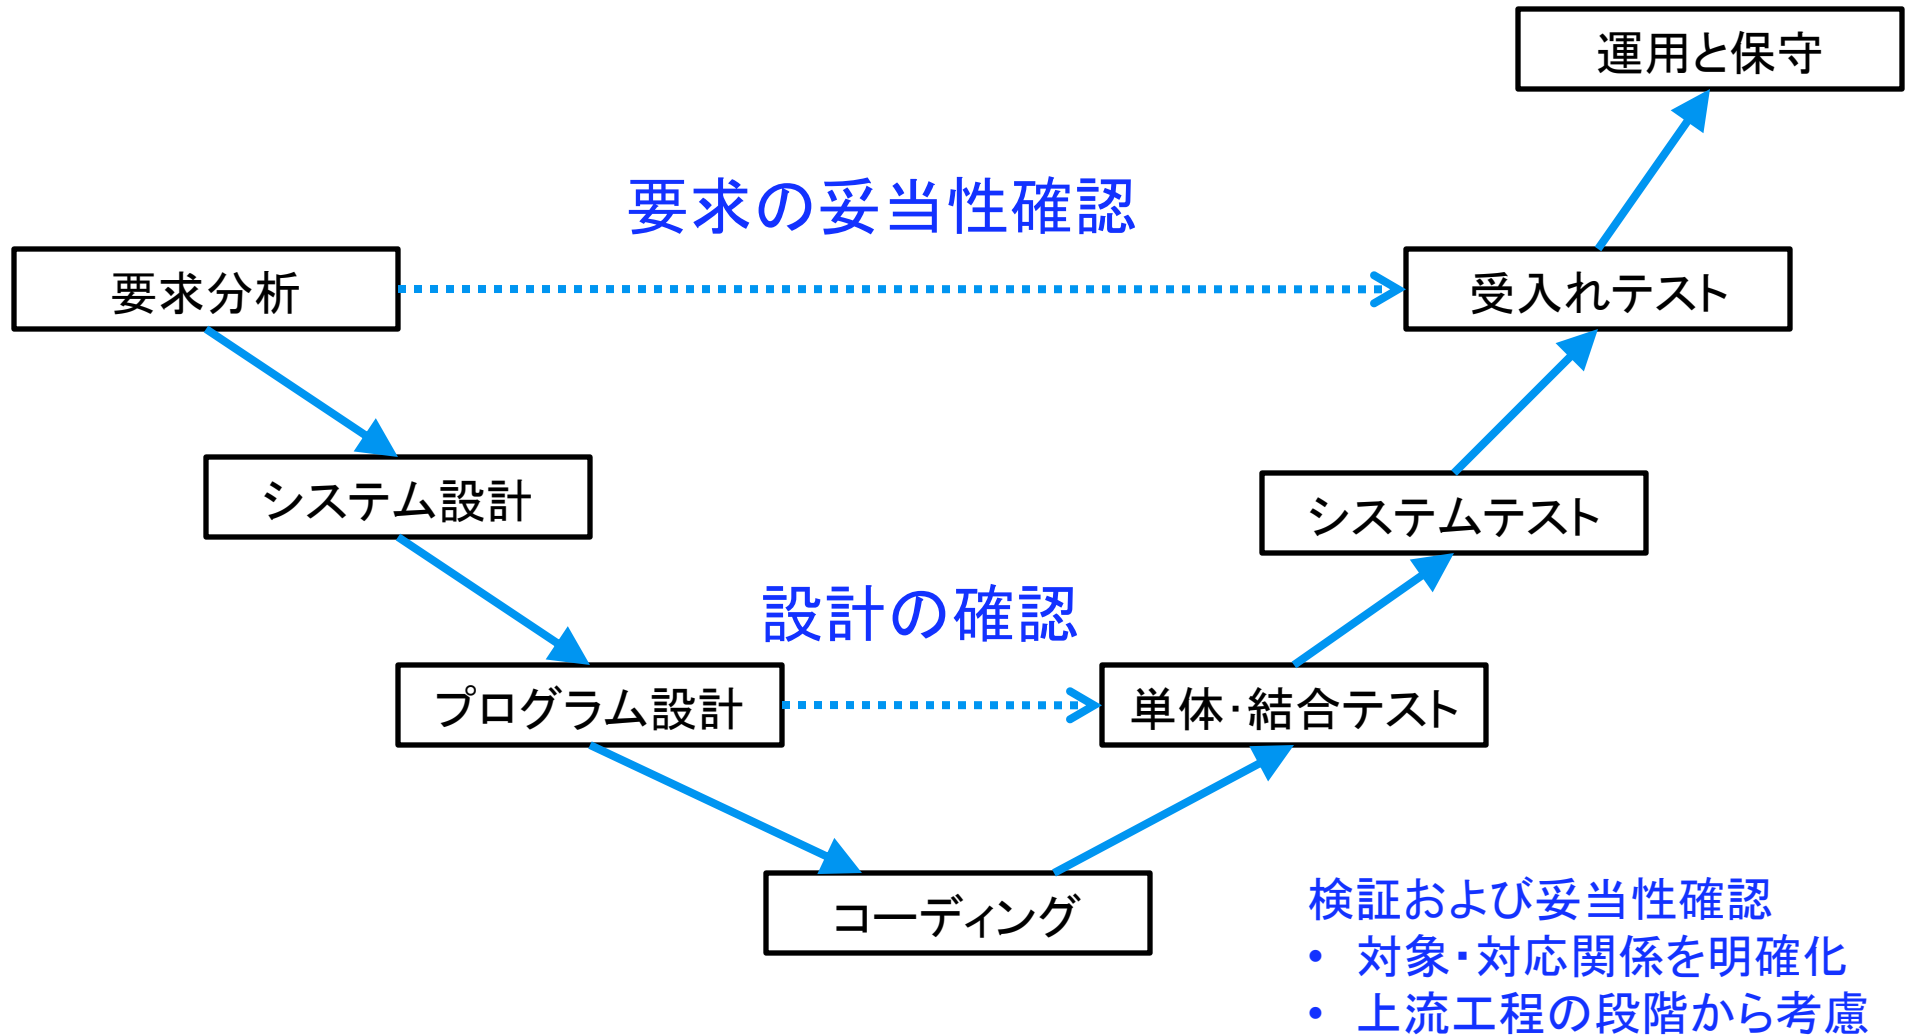 運用と保守
要求の妥当性確認
要求分析
受入れテスト
システム設計
システムテスト
設計の確認
プログラム設計
単体・結合テスト
コーディング
検証および妥当性確認
• 対象・対応関係を明確化
• 上流工程の段階から考慮